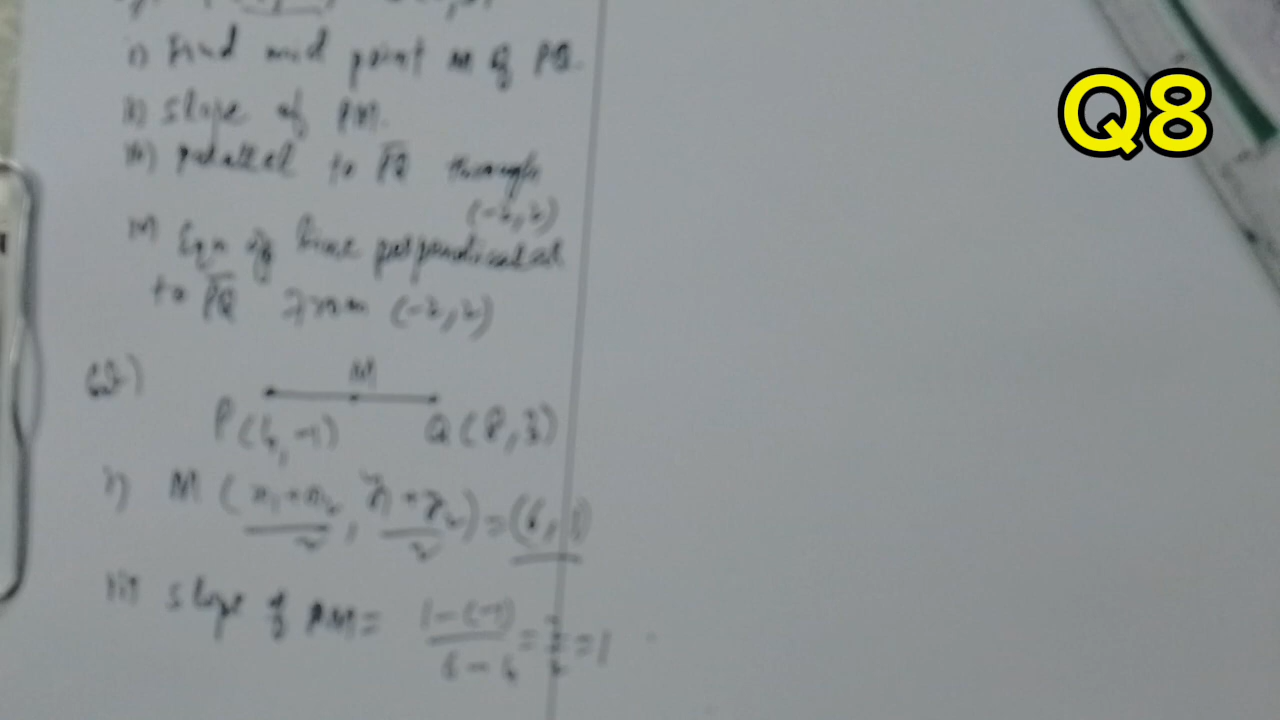 Q8
i) Find mid point M of PQ.
ii) slope of PM.
iii) parallel to PQ through
(-2,2)
Eqn of line perpendicular
to PQ from (-2,2)
M
P(4,-1) Q(8,3)
i) M (x₁+x₂/2, y₁+y₂/2) = (6,1)
ii) slope of PM = 1-(-1)/6-4 = 2/2 = 1